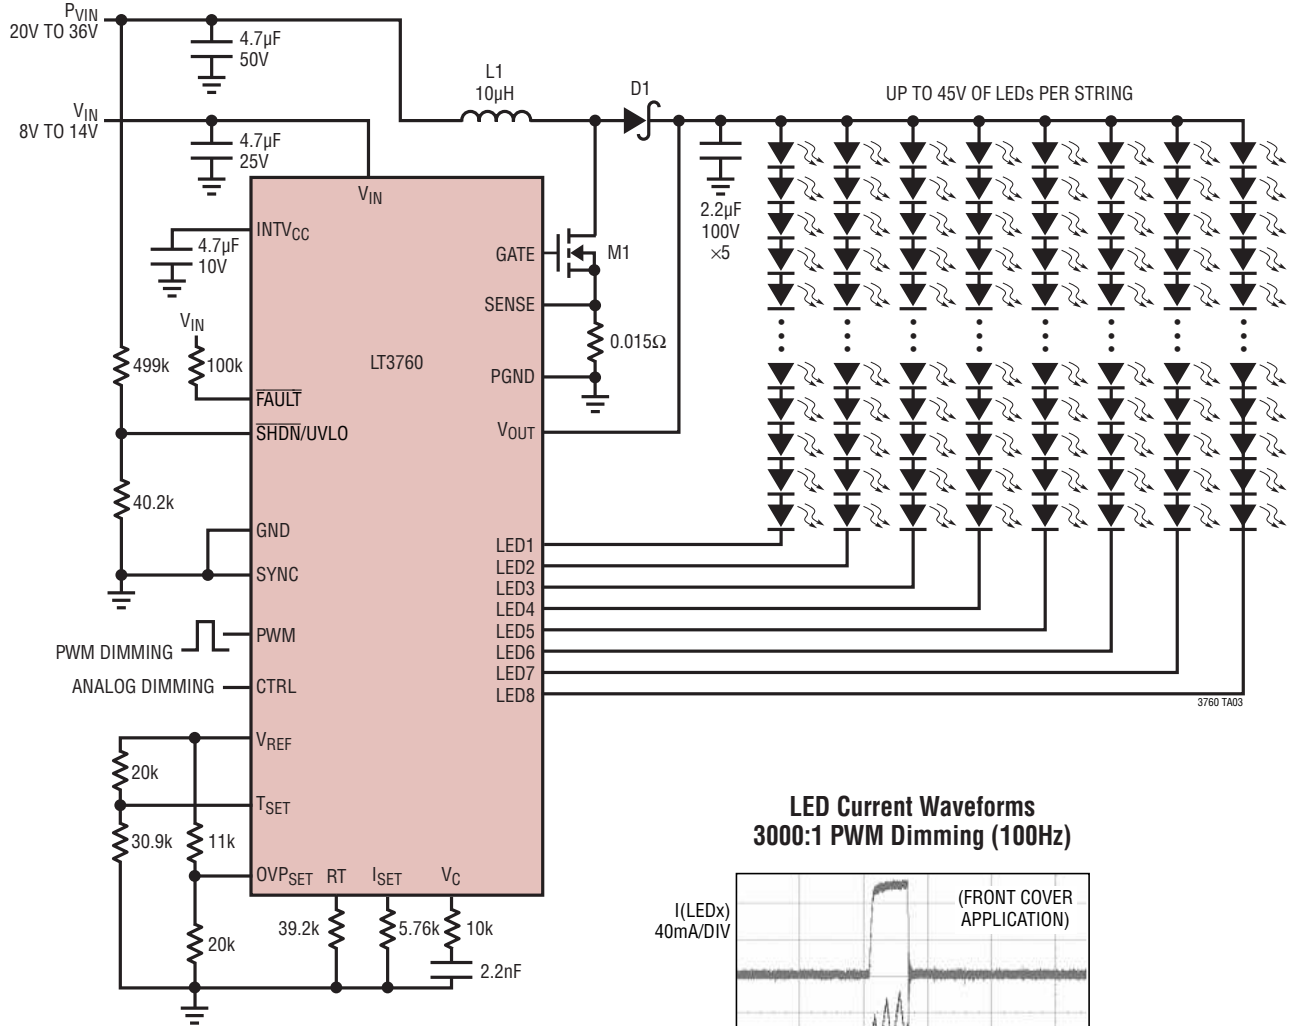 PVIN
20V TO 36V
4.7µF
50V
L1
10µH
D1
UP TO 45V OF LEDs PER STRING
VIN
8V TO 14V
4.7µF
25V
VIN
2.2µF
100V
×5
INTVCC
4.7µF
10V
GATE
M1
SENSE
VIN
0.015Ω
499k
100k
LT3760
PGND
FAULT
SHDN/UVLO
VOUT
40.2k
GND
LED1
LED2
SYNC
LED3
LED4
PWM
LED5
PWM DIMMING
LED6
LED7
ANALOG DIMMING
CTRL
LED8
3760 TA03
VREF
20k
TSET
30.9k
11k
OVPSET
RT
ISET
VC
39.2k
5.76k
10k
20k
2.2nF
LED Current Waveforms
3000:1 PWM Dimming (100Hz)
I(LEDx)
40mA/DIV
(FRONT COVER
APPLICATION)